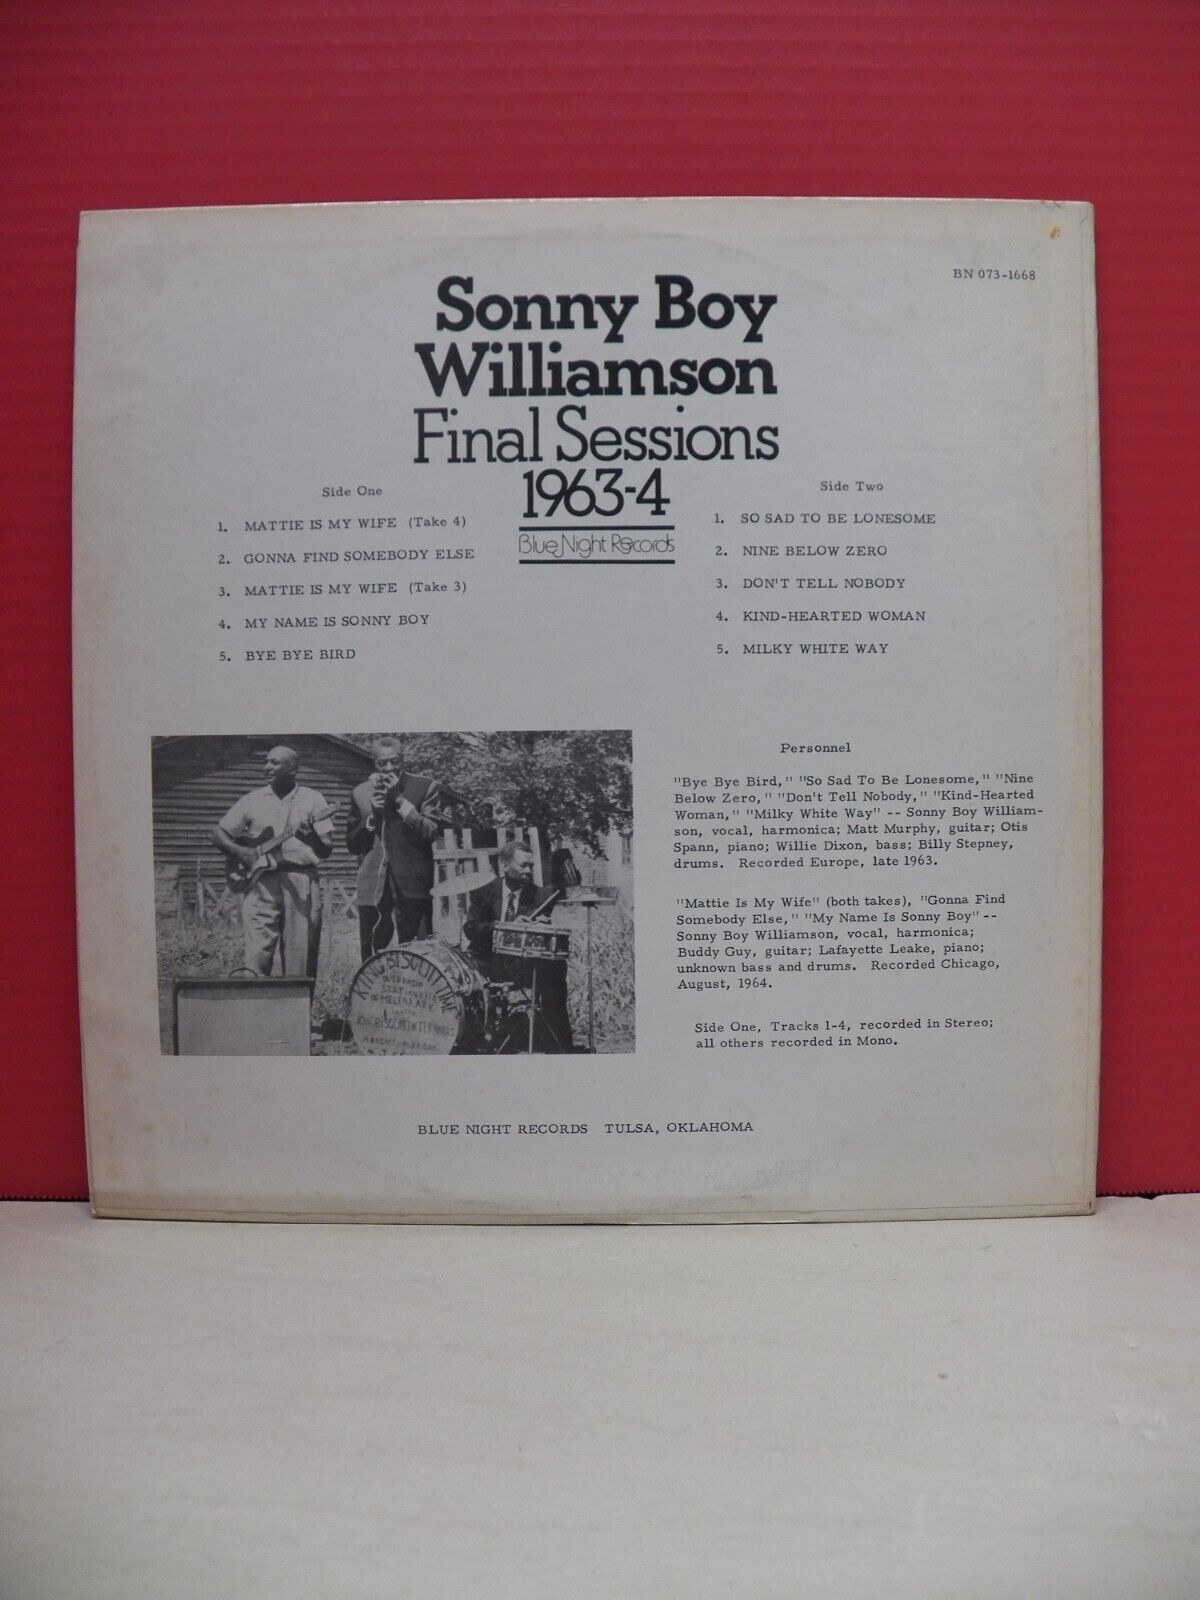 BN 073-1668
Sonny Boy
Williamson
Final Sessions
1963-4
Blue Night Records
Side One
1. MATTIE IS MY WIFE (Take 4)
2. GONNA FIND SOMEBODY ELSE
3. MATTIE IS MY WIFE (Take 3)
4. MY NAME IS SONNY BOY
5. BYE BYE BIRD
Side Two
1. SO SAD TO BE LONESOME
2. NINE BELOW ZERO
3. DON'T TELL NOBODY
4. KIND-HEARTED WOMAN
5. MILKY WHITE WAY
KING BISCUIT TIME
STATION KFFA
HELENA ARK
Personnel
"Bye Bye Bird," "So Sad To Be Lonesome," "Nine
Below Zero," "Don't Tell Nobody," "Kind-Hearted
Woman," "Milky White Way" -- Sonny Boy William-
son, vocal, harmonica; Matt Murphy, guitar; Otis
Spann, piano; Willie Dixon, bass; Billy Stepney,
drums. Recorded Europe, late 1963.
"Mattie Is My Wife" (both takes), "Gonna Find
Somebody Else," "My Name Is Sonny Boy" --
Sonny Boy Williamson, vocal, harmonica;
Buddy Guy, guitar; Lafayette Leake, piano;
unknown bass and drums. Recorded Chicago,
August, 1964.
Side One, Tracks 1-4, recorded in Stereo;
all others recorded in Mono.
BLUE NIGHT RECORDS TULSA, OKLAHOMA